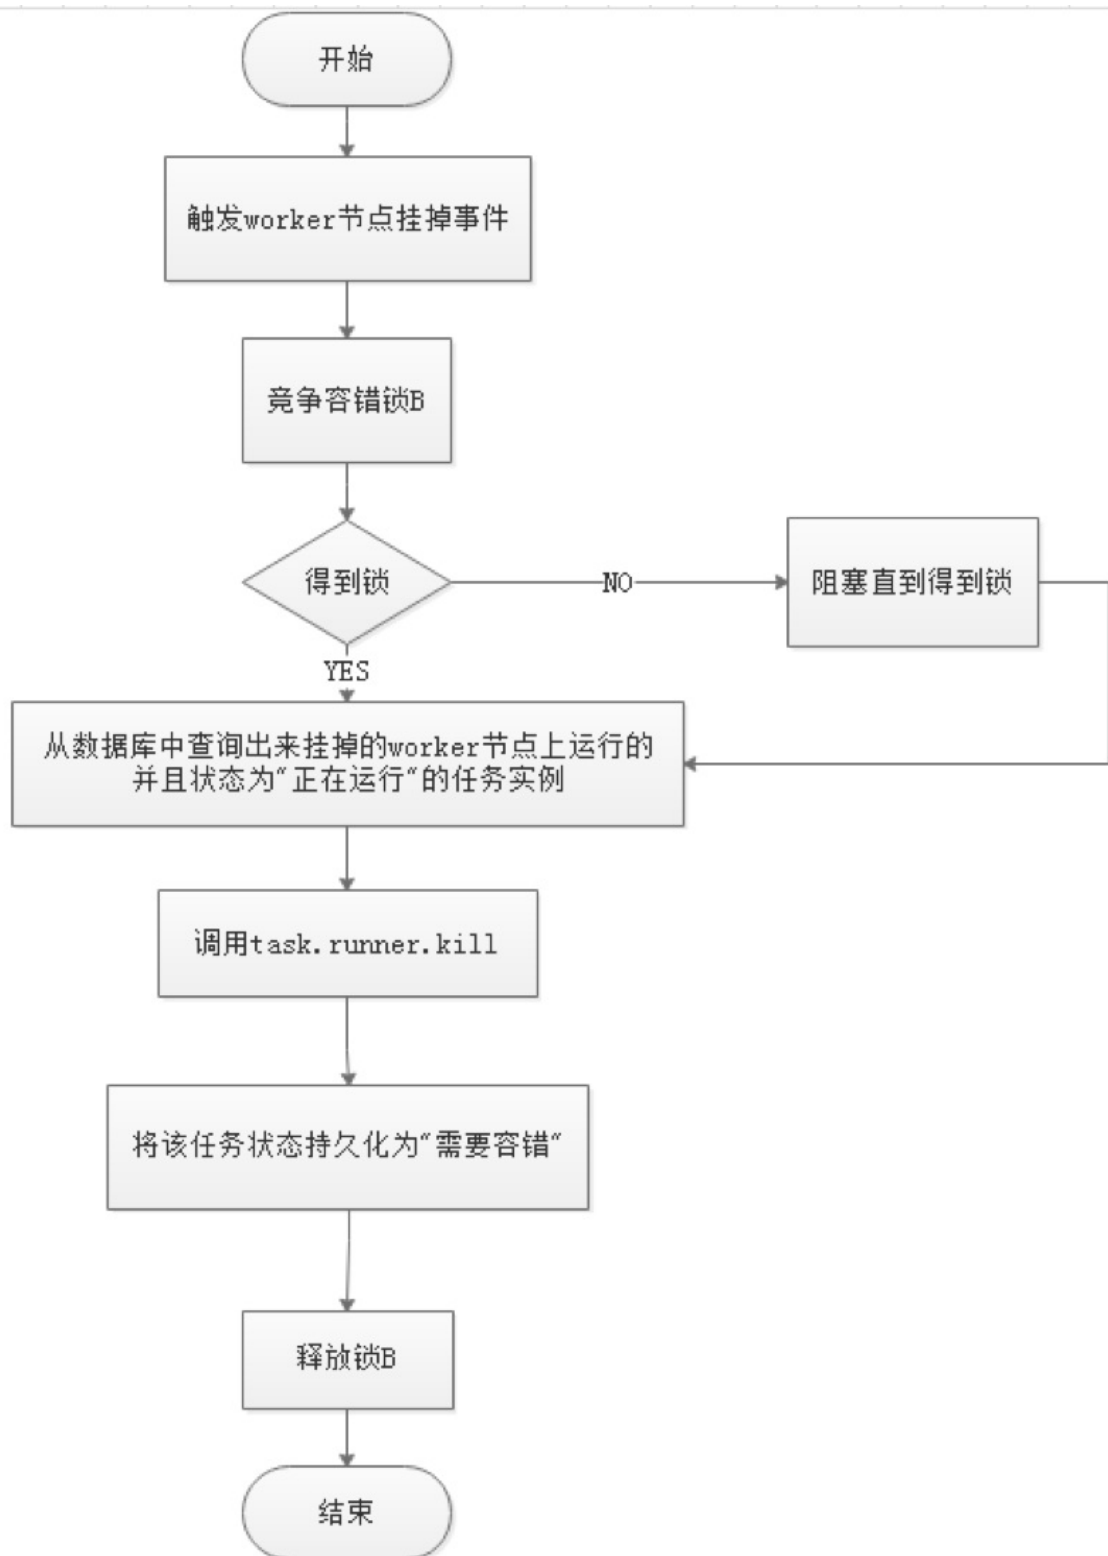 开始
触发worker节点挂掉事件
竞争容错锁B
得到锁
NO
阻塞直到得到锁
YES
从数据库中查询出来挂掉的worker节点上运行的
并且状态为“正在运行“的任务实例
调用task.runner.kill
将该任务状态持久化为“需要容错“
释放锁B
结束